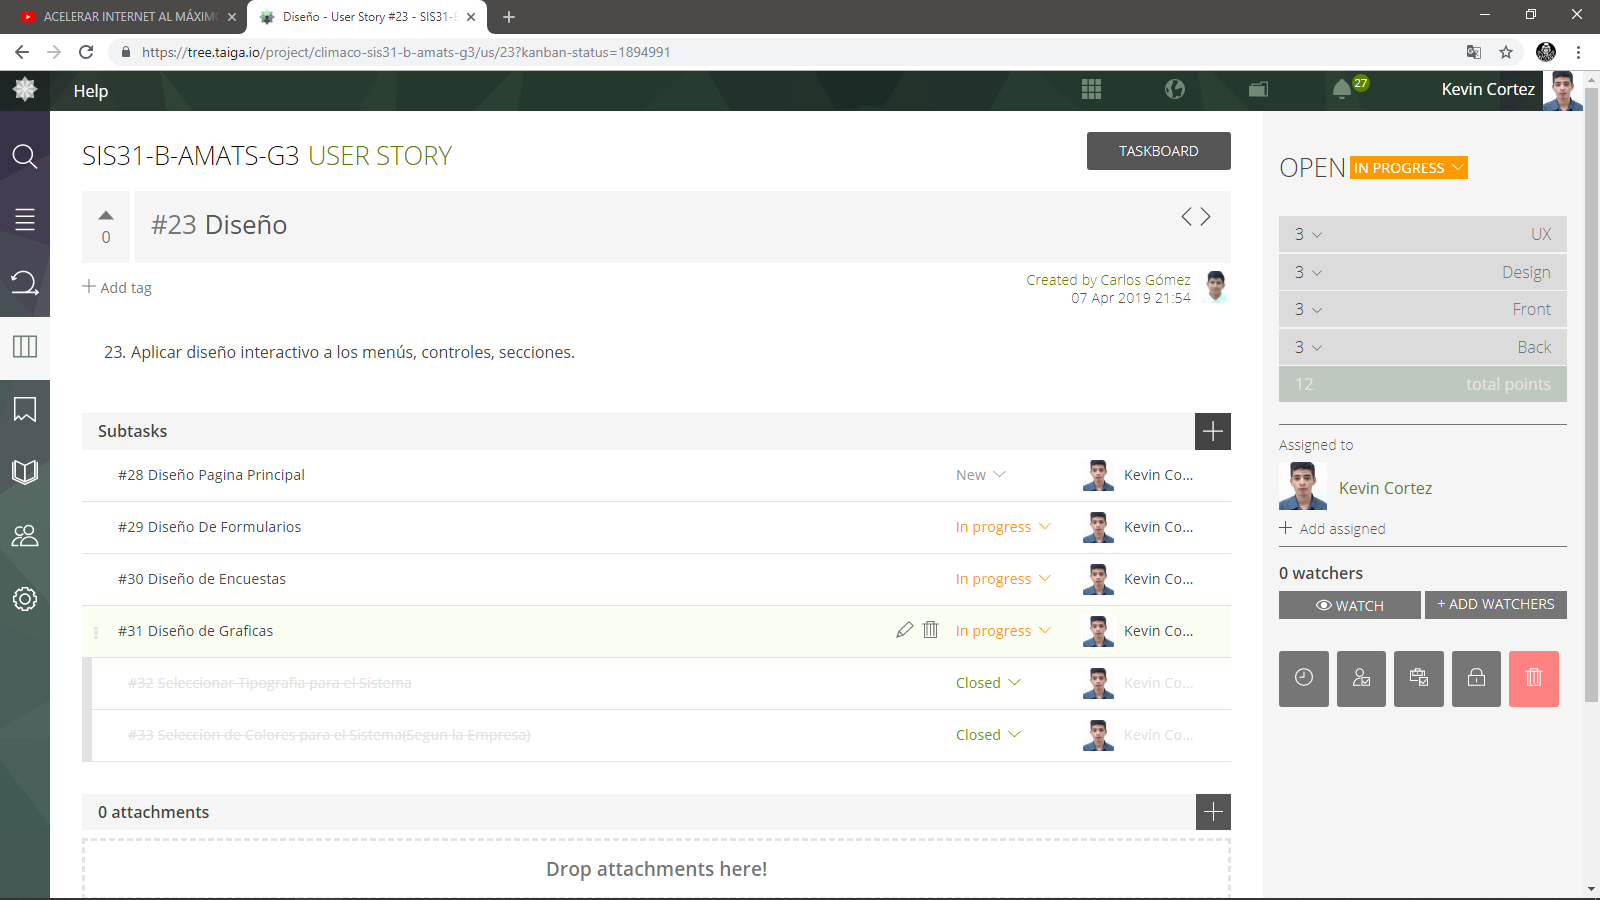 ACELERAR INTERNET AL MÁXIM
Diseño - User Story #23 - SIS31-
https://tree.taiga.io/project/climaco-sis31-b-amats-g3/us/23?kanban-status=1894991
Help
27
Kevin Cortez
SIS31-B-AMATS-G3 USER STORY
TASKBOARD
0
#23 Diseño
Add tag
Created by Carlos Gómez
07 Apr 2019 21:54
23. Aplicar diseño interactivo a los menús, controles, secciones.
Subtasks
#28 Diseño Pagina Principal New Kevin Co...
#29 Diseño De Formularios In progress Kevin Co...
#30 Diseño de Encuestas In progress Kevin Co...
#31 Diseño de Graficas In progress Kevin Co...
#32 Seleccionar Tipografia para el Sistema Closed Kevin Co...
#33 Seleccion de Colores para el Sistema(Segun la Empresa) Closed Kevin Co...
0 attachments
Drop attachments here!
OPEN IN PROGRESS
3 UX
3 Design
3 Front
3 Back
12 total points
Assigned to
Kevin Cortez
Add assigned
0 watchers
WATCH
+ ADD WATCHERS